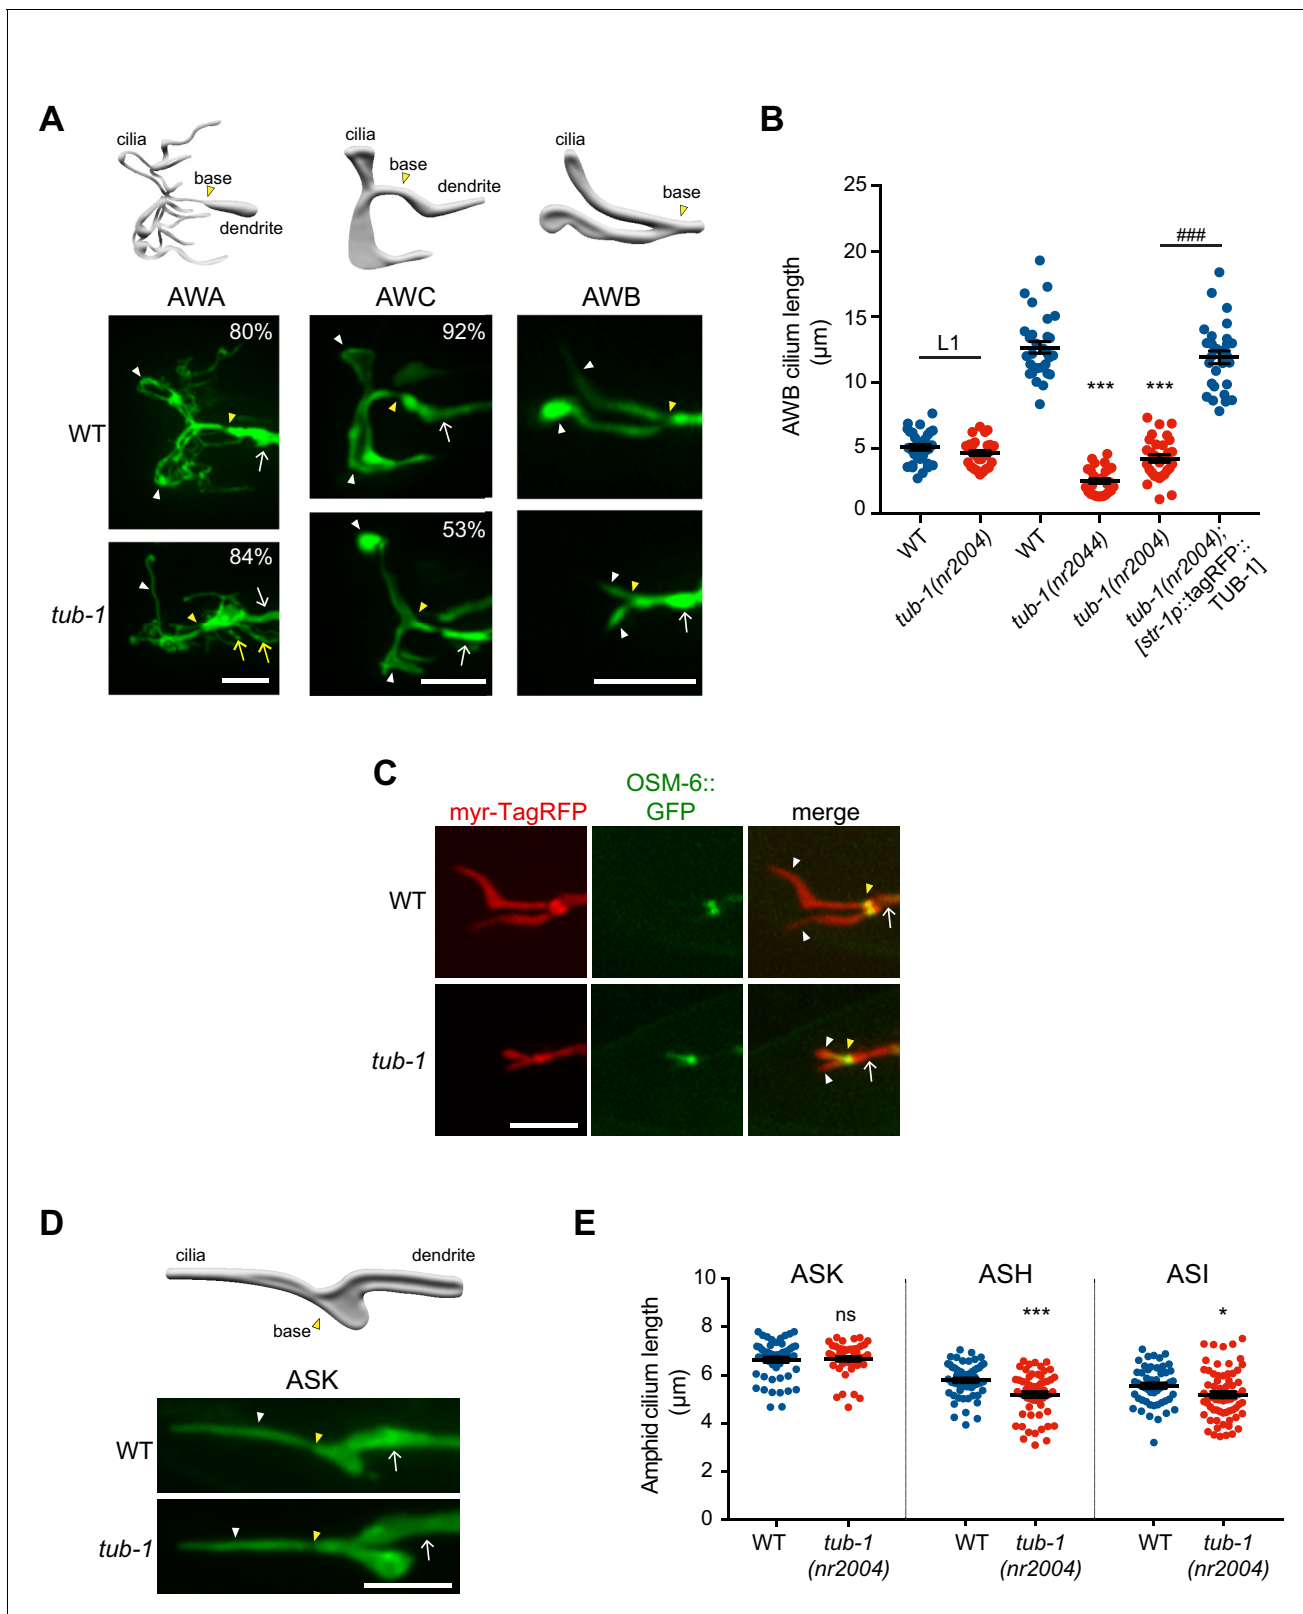 A
cilia
base
dendrite
cilia
base
dendrite
cilia
base
AWA
AWC
AWB
WT
80%
92%
tub-1
84%
53%
B
AWB cilium length
(µm)
25
20
15
10
5
0
L1
***
***
###
WT
tub-1(nr2004)
WT
tub-1(nr2044)
tub-1(nr2004)
tub-1(nr2004);
[str-1p::tagRFP::
TUB-1]
C
myr-TagRFP
OSM-6::
GFP
merge
WT
tub-1
D
cilia
dendrite
base
ASK
WT
tub-1
E
Amphid cilium length
(µm)
10
8
6
4
2
0
ASK
ASH
ASI
ns
***
*
WT
tub-1
(nr2004)
WT
tub-1
(nr2004)
WT
tub-1
(nr2004)